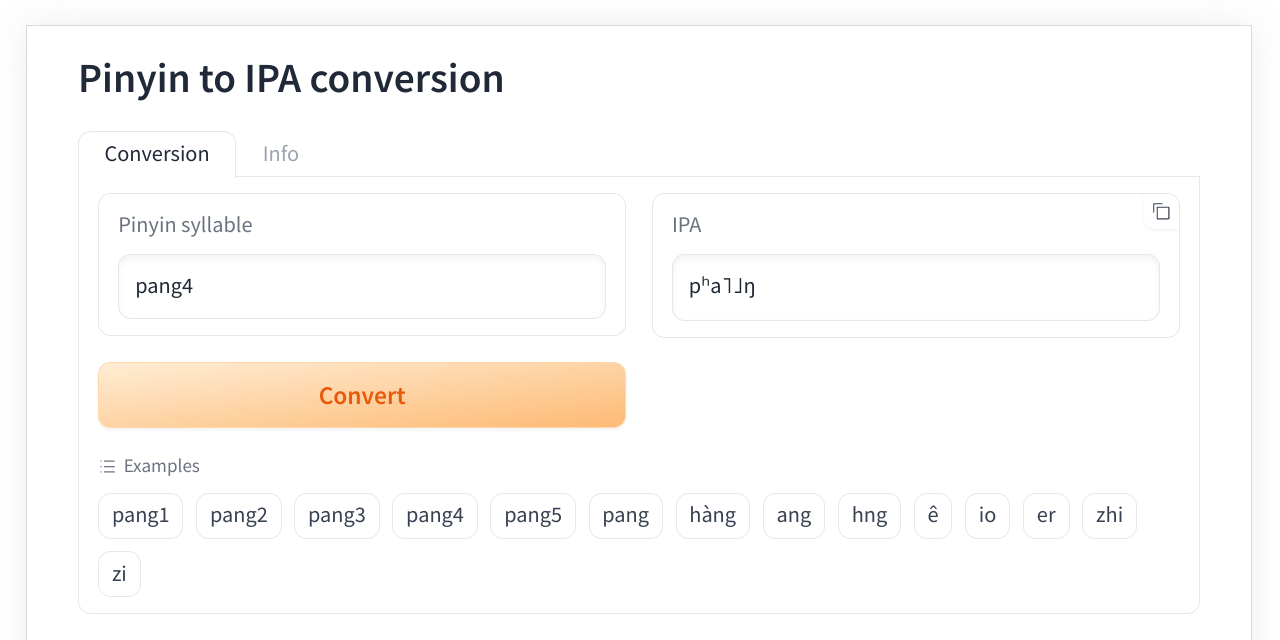 Pinyin to IPA conversion
Conversion Info
Pinyin syllable
pang4
IPA
pʰa˥˩ŋ
Convert
Examples
pang1 pang2 pang3 pang4 pang5 pang hàng ang hng ê io er zhi
zi